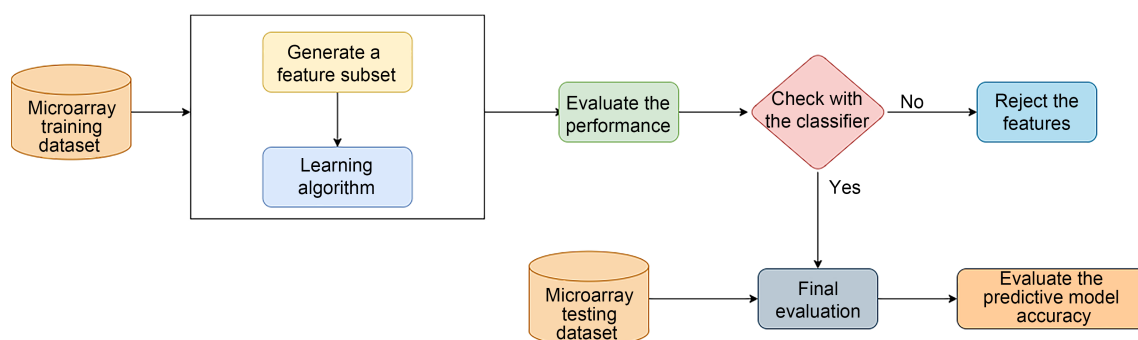 Microarray
training
dataset
Generate a
feature subset
Learning
algorithm
Evaluate the
performance
Check with
the classifier
No
Reject the
features
Yes
Microarray
testing
dataset
Final
evaluation
Evaluate the
predictive model
accuracy